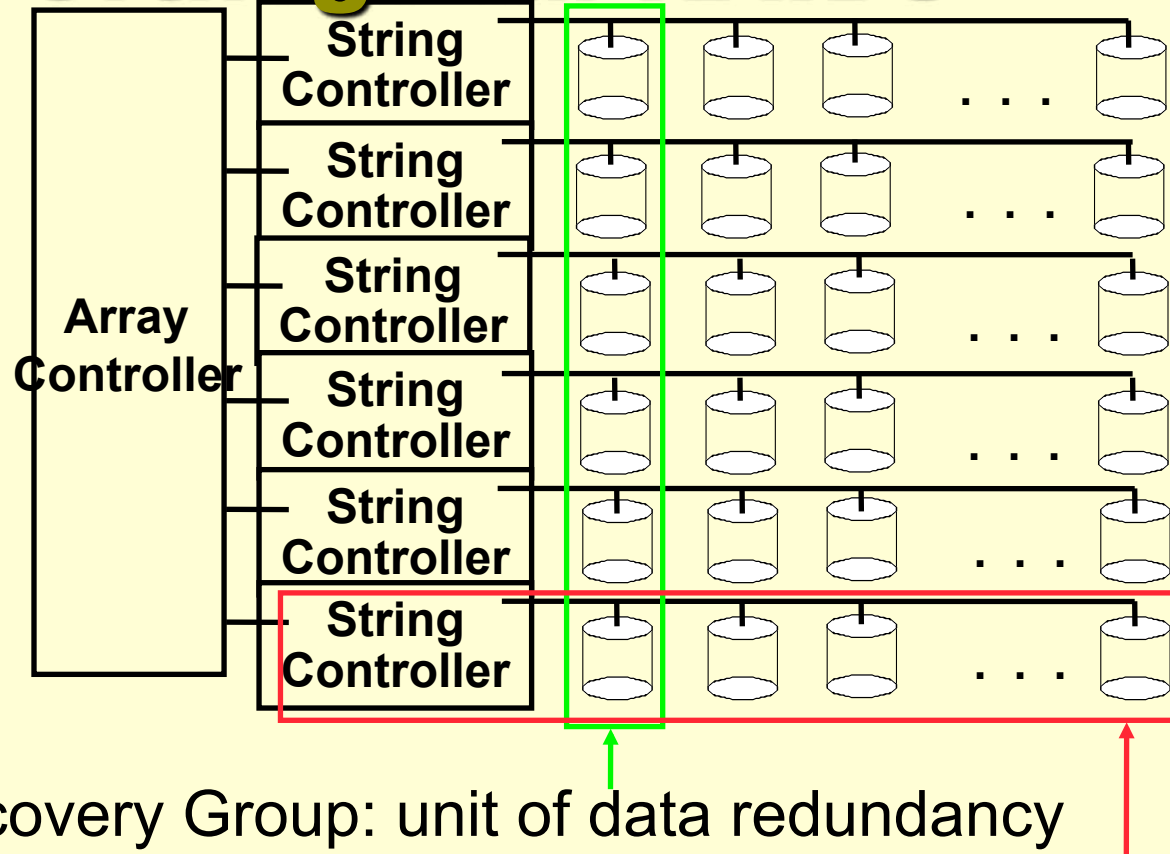 Array
Controller
String
Controller
. . .
String
Controller
. . .
String
Controller
. . .
String
Controller
. . .
String
Controller
. . .
String
Controller
. . .
covery Group: unit of data redundancy